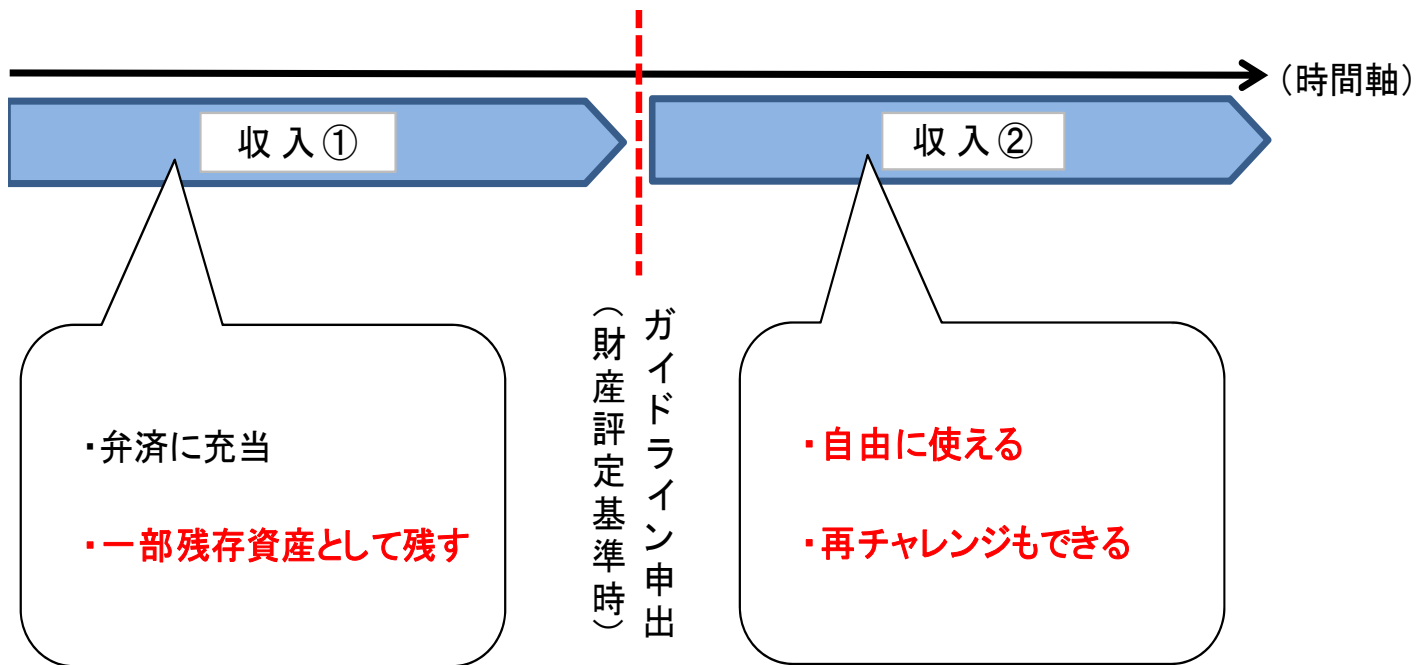 (時間軸)
収入①
収入②
ガイドライン申出
(財産評定基準時)
・弁済に充当
・一部残存資産として残す
・自由に使える
・再チャレンジもできる